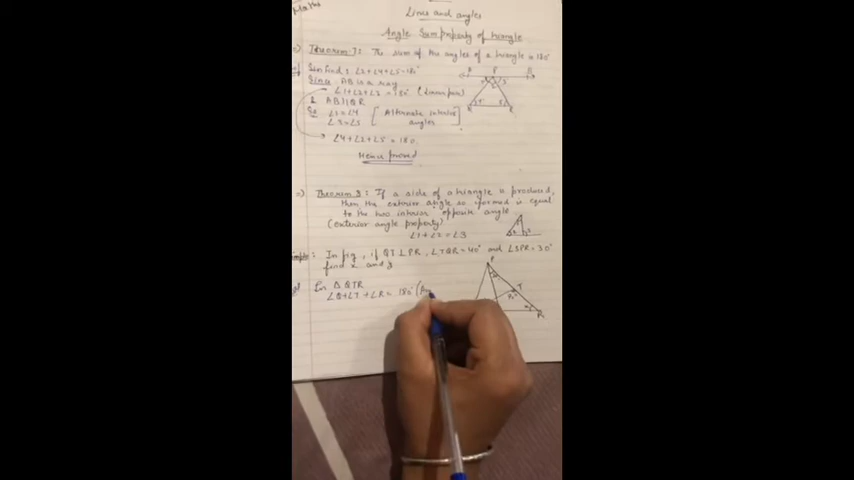 Maths
Lines and angles
Angle Sum property of triangle
=) Theorem-7: The sum of the angles of a triangle is 180°
∠2+∠4+∠5=180°
Since AB is a ray
∠1+∠2+∠3 = 180° (linear pair)
& AB||QR
So ∠1=∠4 [Alternate interior
∠3=∠5 angles]
∠4+∠2+∠5 = 180
Hence proved
=) Theorem 8: If a side of a triangle is produced,
then the exterior angle so formed is equal
to the two interior opposite angle
(exterior angle property)
∠1+∠2=∠3
In fig, if QT⊥PR, ∠TQR=40° and ∠SPR=30°
find x and y
In Δ QTR
∠Q+∠T+∠R= 180°